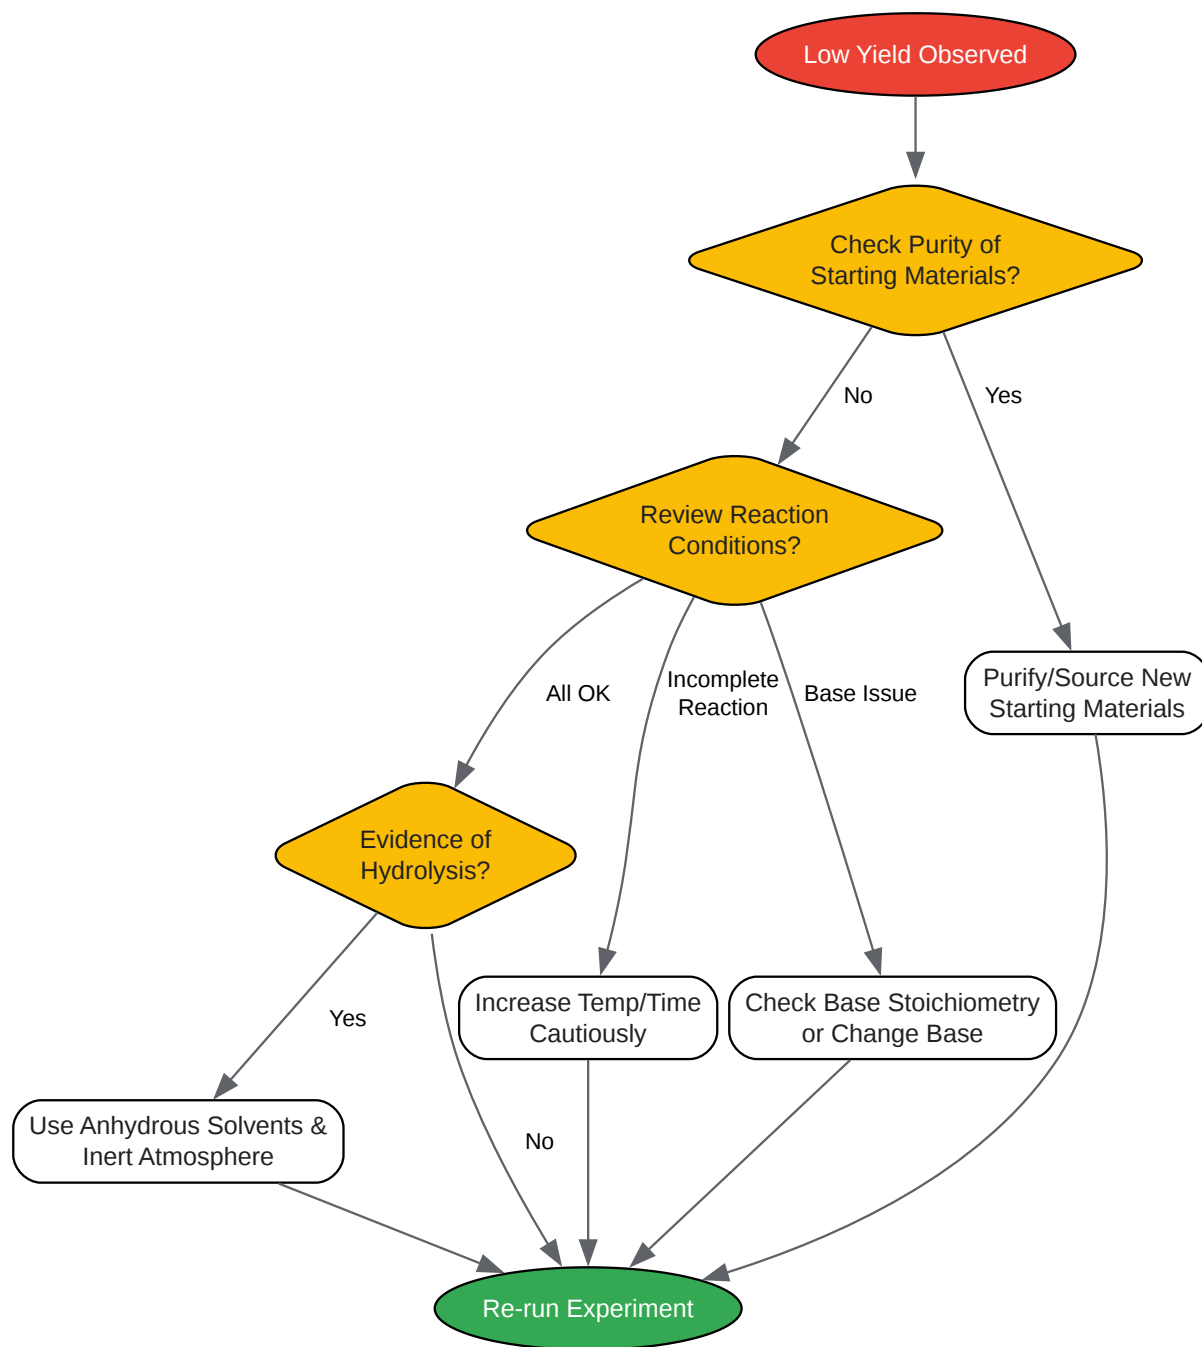 Low Yield Observed
Check Purity of
Starting Materials?
No
Yes
Review Reaction
Conditions?
All OK
Incomplete
Reaction
Base Issue
Purify/Source New
Starting Materials
Evidence of
Hydrolysis?
Yes
Increase Temp/Time
Cautiously
Check Base Stoichiometry
or Change Base
Use Anhydrous Solvents &
Inert Atmosphere
No
Re-run Experiment